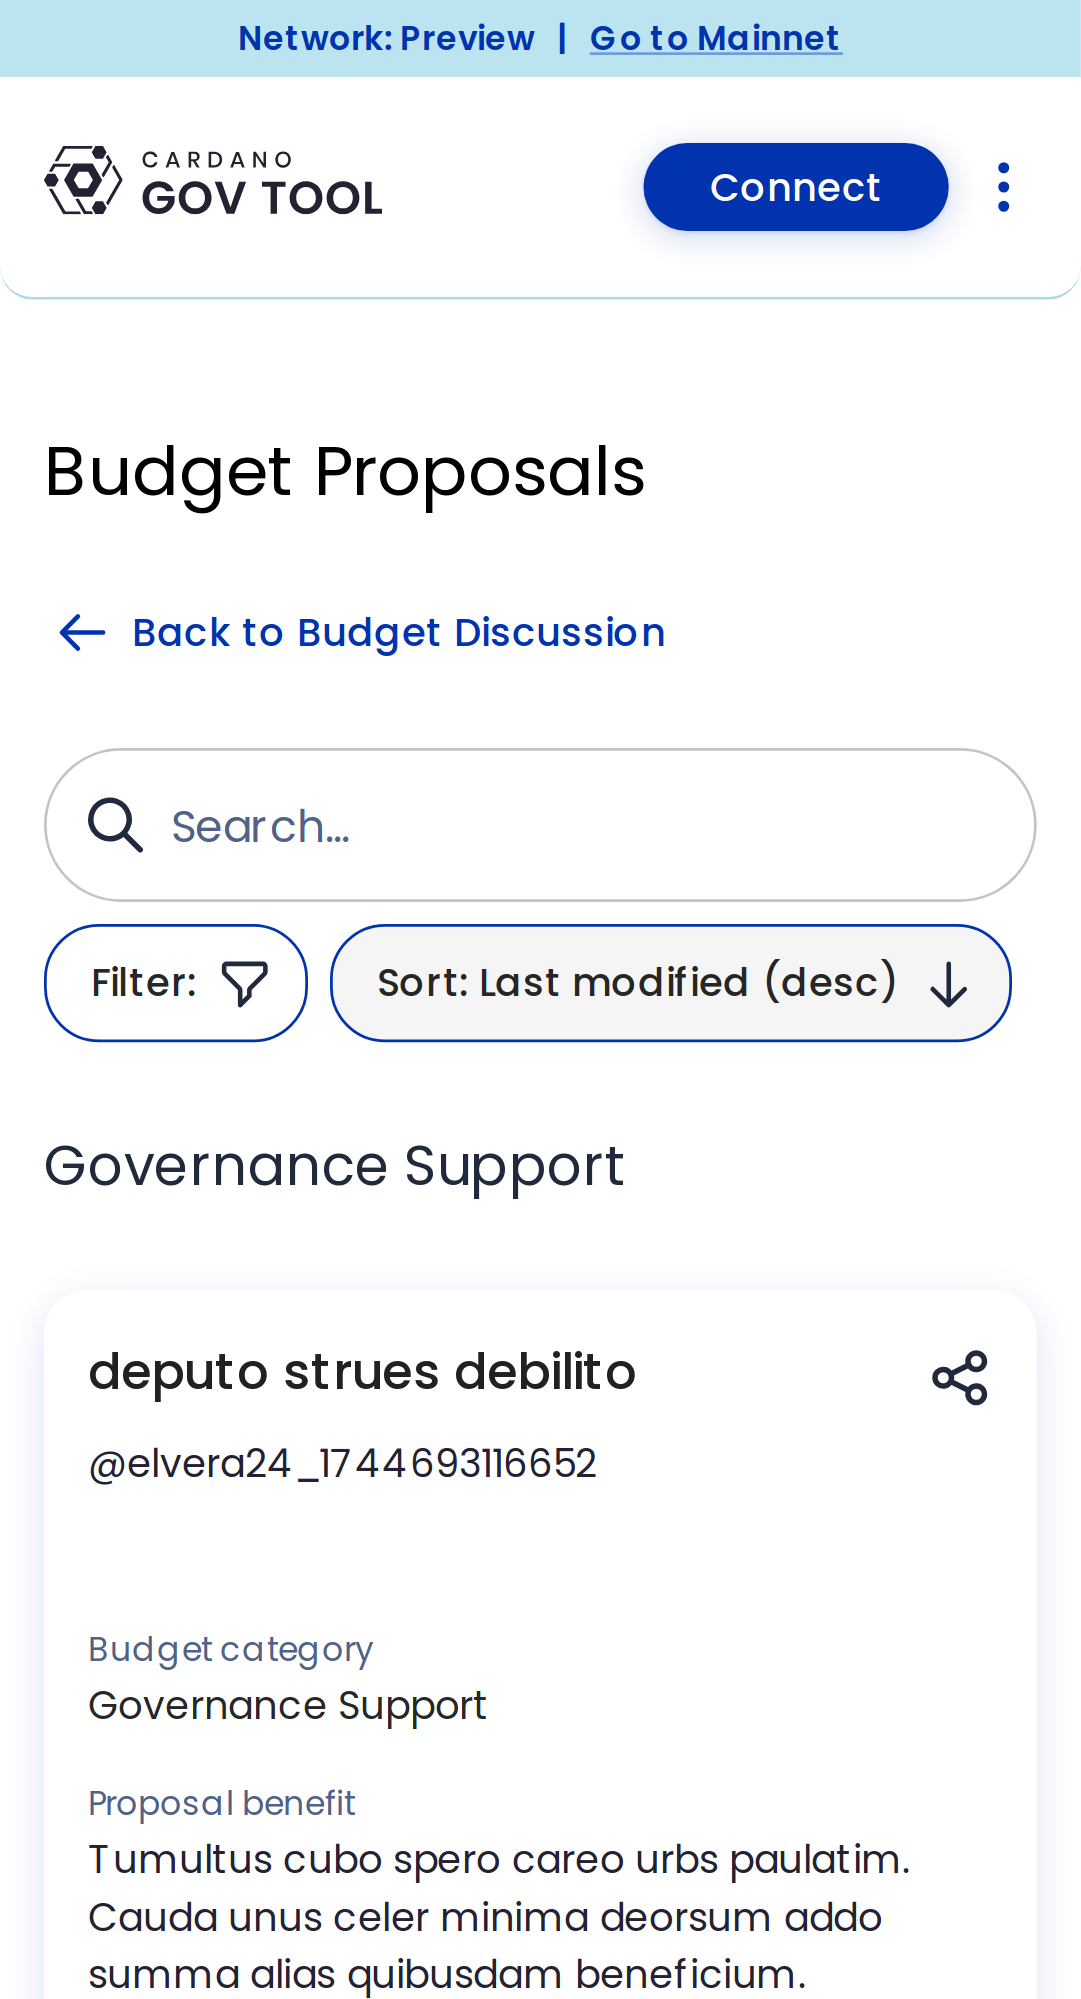 Network: Preview | Go to Mainnet
CARDANO
GOV TOOL
Connect
Budget Proposals
Back to Budget Discussion
Search...
Filter:
Sort: Last modified (desc)
Governance Support
deputo strues debilito
@elvera24_1744693116652
Budget category
Governance Support
Proposal benefit
Tumultus cubo spero careo urbs paulatim.
Cauda unus celer minima deorsum addo
summa alias quibusdam beneficium.